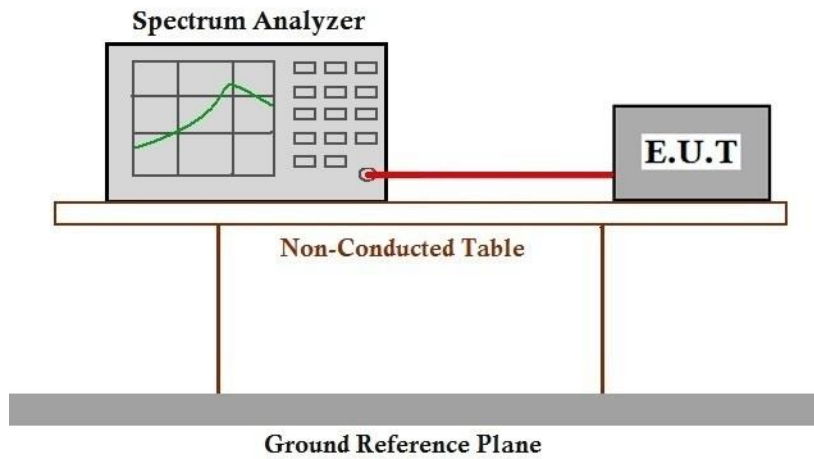 Spectrum Analyzer
E.U.T
Non-Conducted Table
Ground Reference Plane